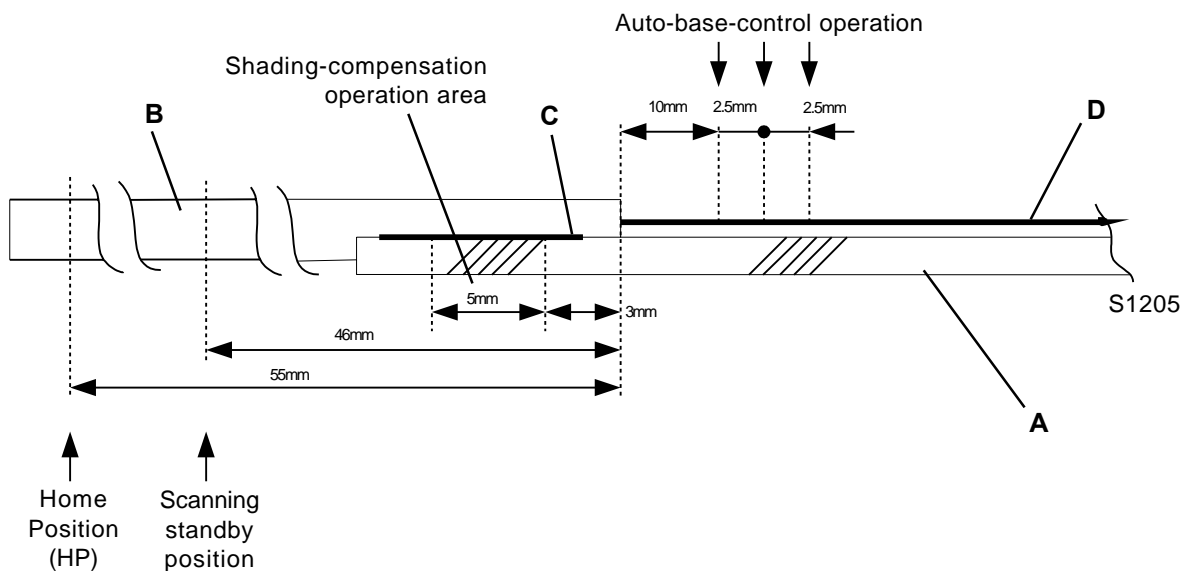 Auto-base-control operation
Shading-compensation
operation area
B
C
10mm
2.5mm
2.5mm
D
S1205
5mm
3mm
46mm
55mm
A
Home
Position
(HP)
Scanning
standby
position